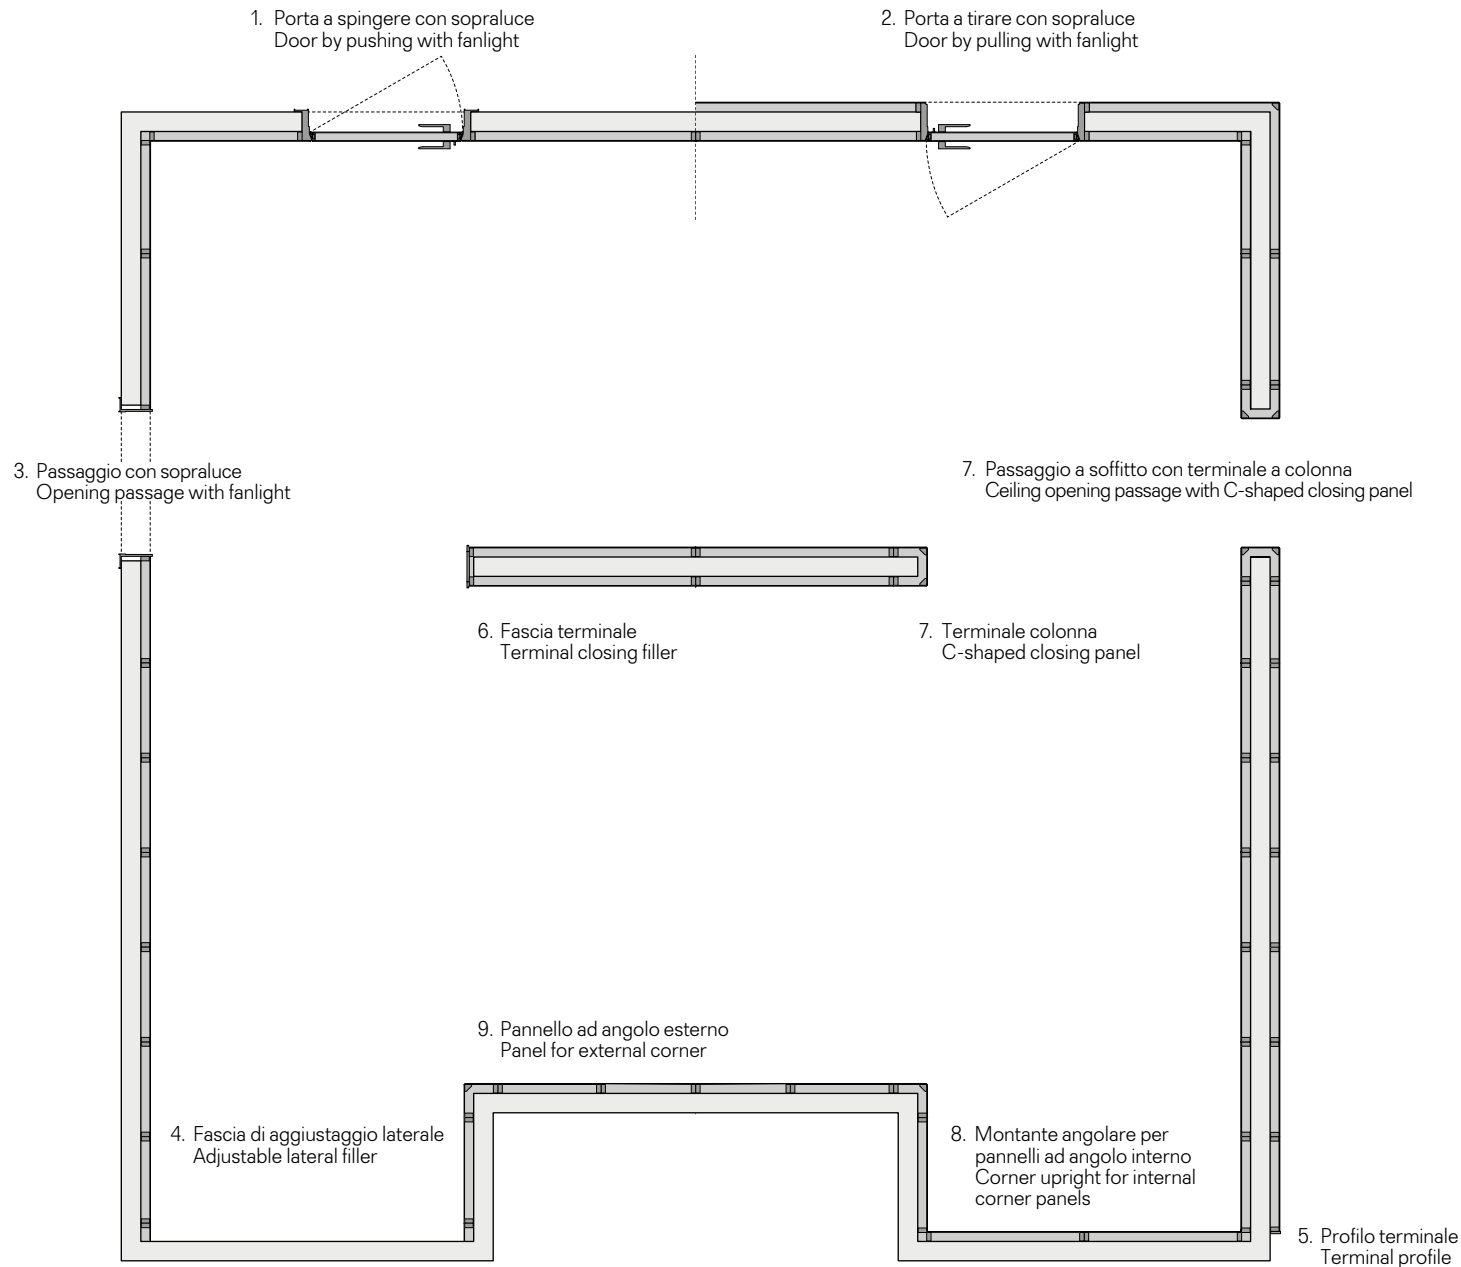 1. Porta a spingere con sopraluce
Door by pushing with fanlight
2. Porta a tirare con sopraluce
Door by pulling with fanlight
3. Passaggio con sopraluce
Opening passage with fanlight
7. Passaggio a soffitto con terminale a colonna
Ceiling opening passage with C-shaped closing panel
6. Fascia terminale
Terminal closing filler
7. Terminale colonna
C-shaped closing panel
9. Pannello ad angolo esterno
Panel for external corner
4. Fascia di aggiustaggio laterale
Adjustable lateral filler
8. Montante angolare per
pannelli ad angolo interno
Corner upright for internal
corner panels
5. Profilo terminale
Terminal profile